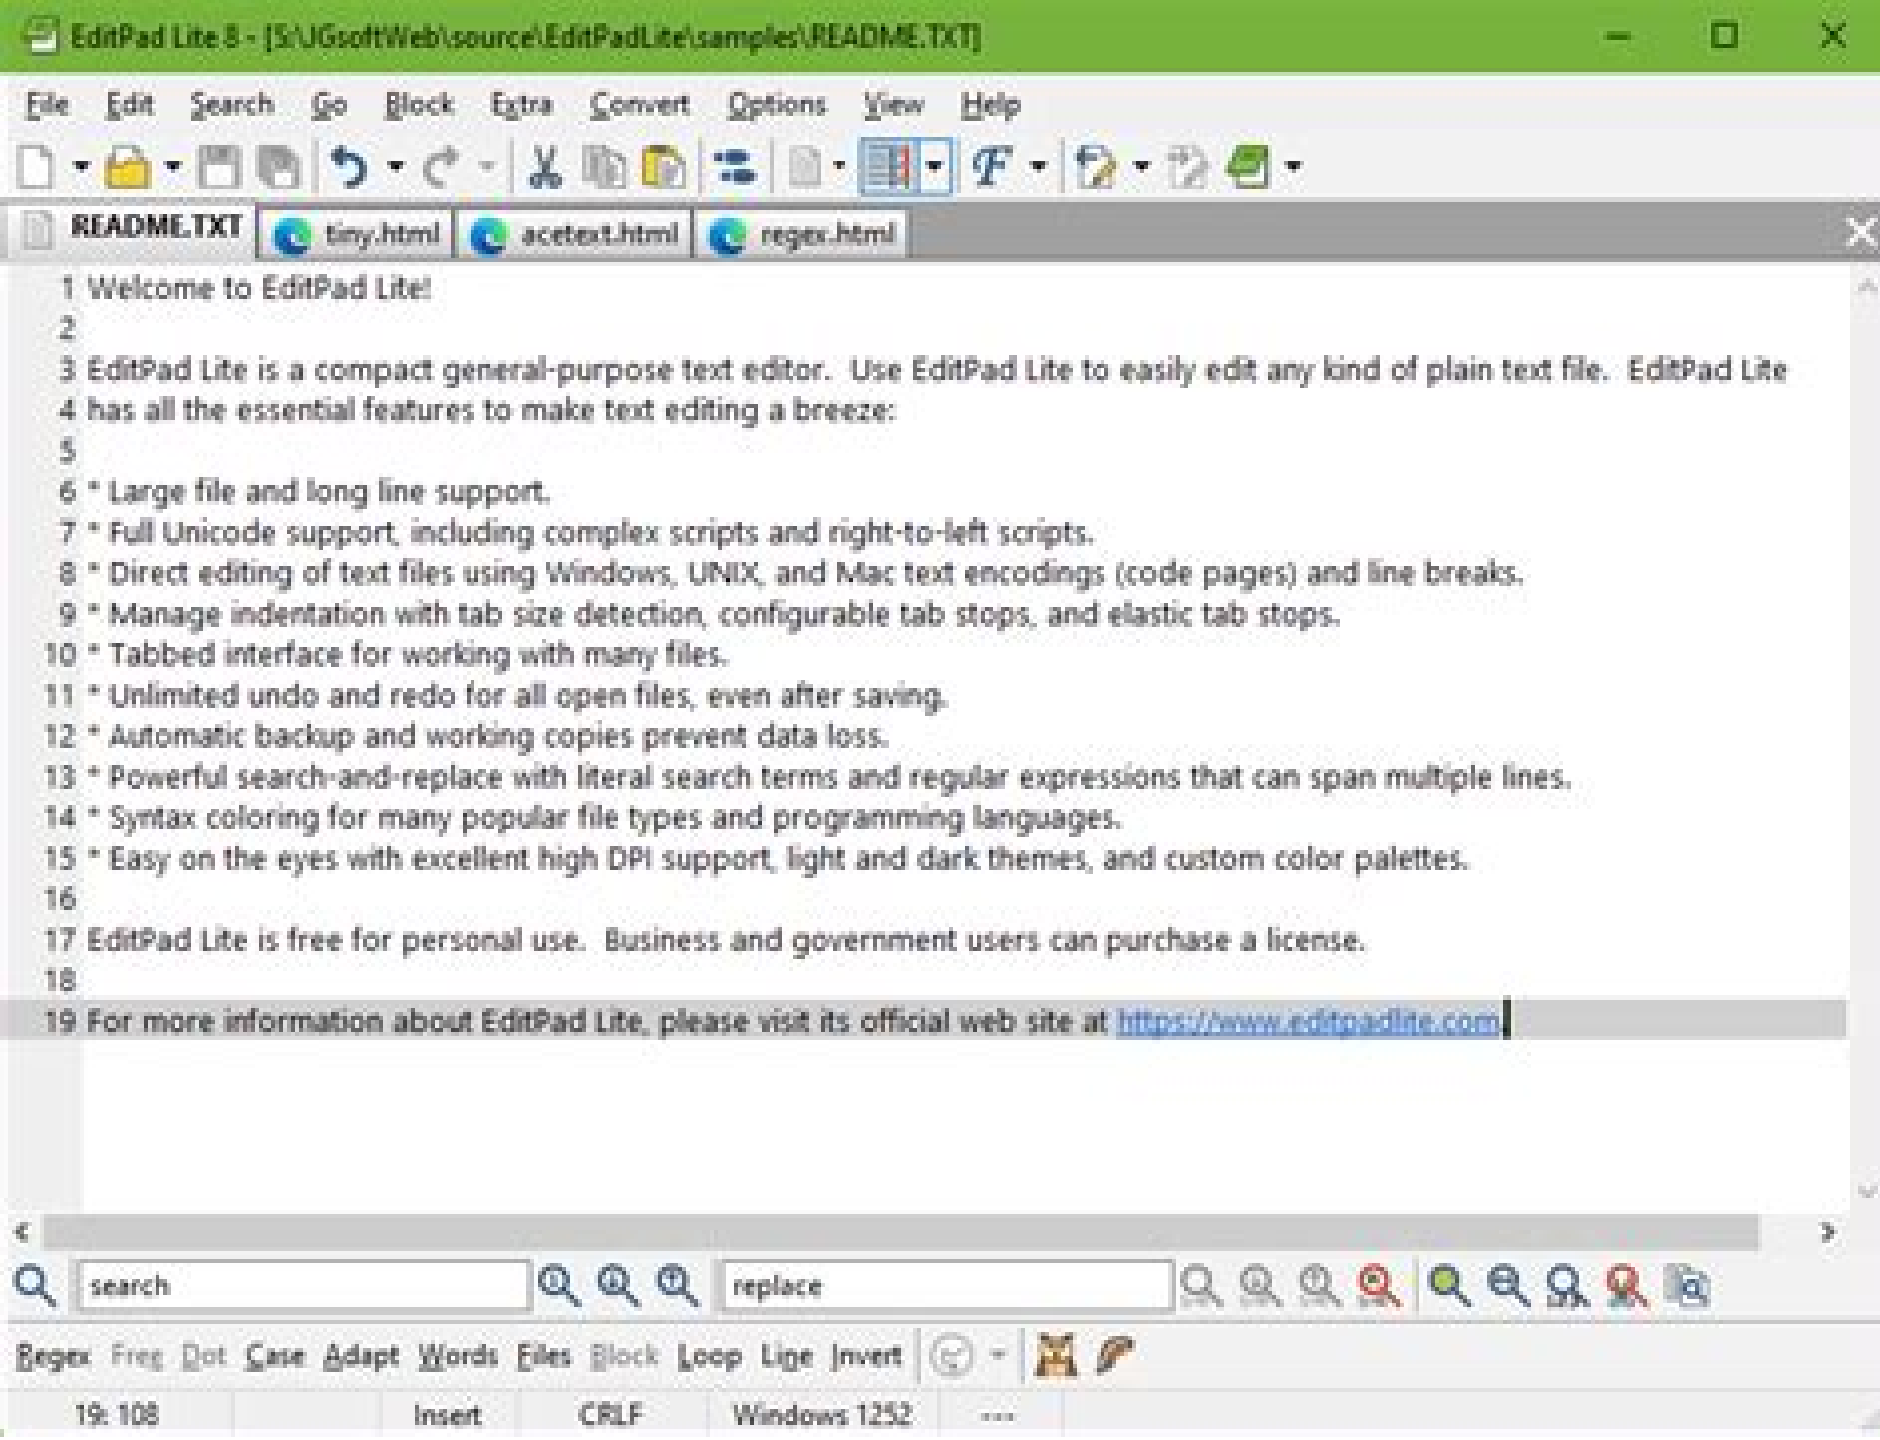 EditPad Lite 8 - [S:\JGsoftWeb\source\EditPadLite\samples\README.TXT]
File Edit Search Go Block Extra Convert Options View Help
README.TXT tiny.html acetext.html regex.html
1 Welcome to EditPad Lite!
2
3 EditPad Lite is a compact general-purpose text editor.  Use EditPad Lite to easily edit any kind of plain text file.  EditPad Lite
4 has all the essential features to make text editing a breeze:
5
6 * Large file and long line support.
7 * Full Unicode support, including complex scripts and right-to-left scripts.
8 * Direct editing of text files using Windows, UNIX, and Mac text encodings (code pages) and line breaks.
9 * Manage indentation with tab size detection, configurable tab stops, and elastic tab stops.
10 * Tabbed interface for working with many files.
11 * Unlimited undo and redo for all open files, even after saving.
12 * Automatic backup and working copies prevent data loss.
13 * Powerful search-and-replace with literal search terms and regular expressions that can span multiple lines.
14 * Syntax coloring for many popular file types and programming languages.
15 * Easy on the eyes with excellent high DPI support, light and dark themes, and custom color palettes.
16
17 EditPad Lite is free for personal use.  Business and government users can purchase a license.
18
19 For more information about EditPad Lite, please visit its official web site at https://www.editpadlite.com.
search replace
Regex Free Dot Case Adapt Words Files Block Loop Line Invert
19: 108 Insert CRLF Windows 1252 ---